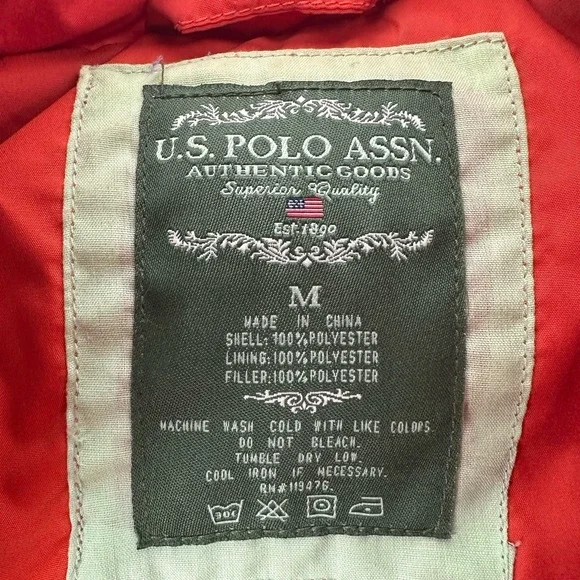 U.S. POLO ASSN.
AUTHENTIC GOODS
Superior Quality
Est. 1890
M
MADE IN CHINA
SHELL: 100% POLYESTER
LINING: 100% POLYESTER
FILLER: 100% POLYESTER
MACHINE WASH COLD WITH LIKE COLORS
DO NOT BLEACH.
TUMBLE DRY LOW.
COOL IRON IF NECESSARY.
RN#119476.
30C